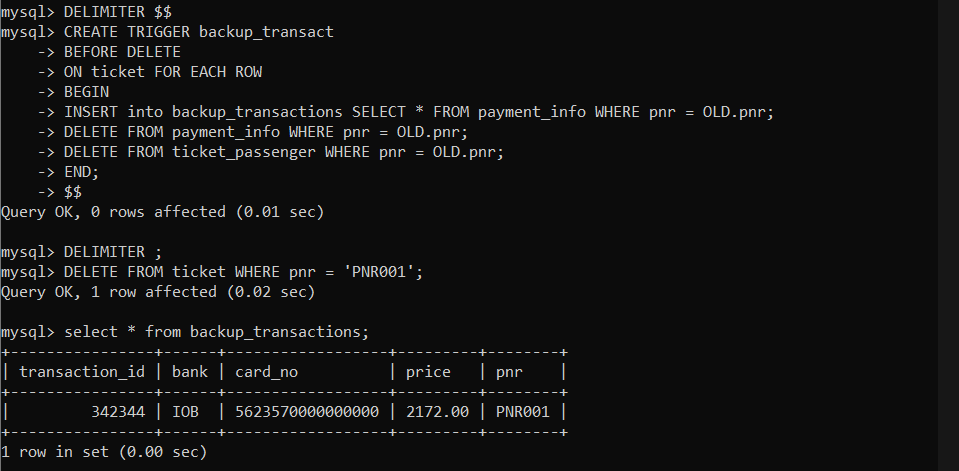 mysql> DELIMITER $$
mysql> CREATE TRIGGER backup_transact
    -> BEFORE DELETE
    -> ON ticket FOR EACH ROW
    -> BEGIN
    -> INSERT into backup_transactions SELECT * FROM payment_info WHERE pnr = OLD.pnr;
    -> DELETE FROM payment_info WHERE pnr = OLD.pnr;
    -> DELETE FROM ticket_passenger WHERE pnr = OLD.pnr;
    -> END;
    -> $$
Query OK, 0 rows affected (0.01 sec)

mysql> DELIMITER ;
mysql> DELETE FROM ticket WHERE pnr = 'PNR001';
Query OK, 1 row affected (0.02 sec)

mysql> select * from backup_transactions;
+----------------+------+------------------+---------+--------+
| transaction_id | bank | card_no          | price   | pnr    |
+----------------+------+------------------+---------+--------+
|         342344 | IOB  | 5623570000000000 | 2172.00 | PNR001 |
+----------------+------+------------------+---------+--------+
1 row in set (0.00 sec)